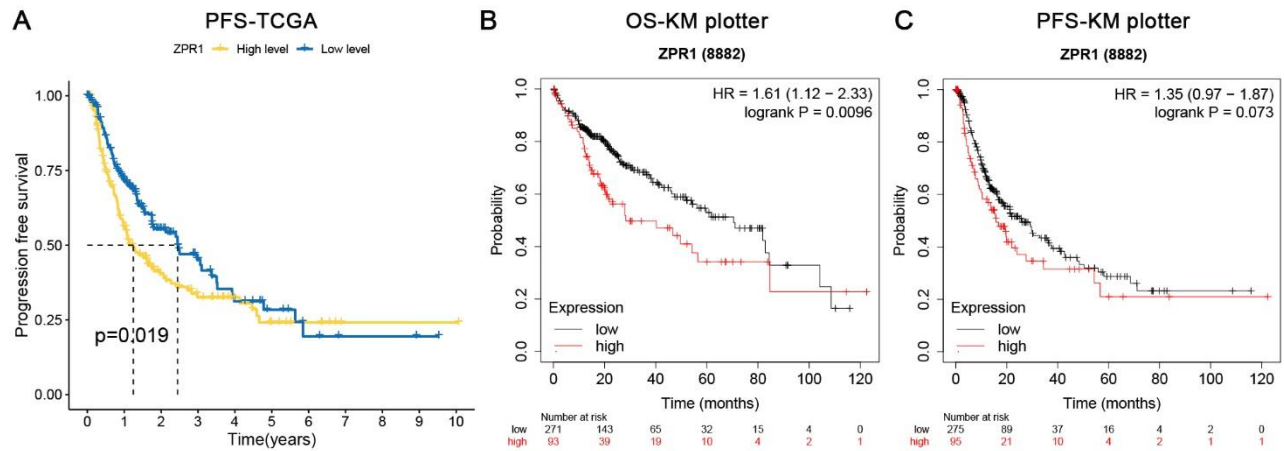 A
PFS-TCGA
ZPR1 High level Low level
Progression free survival
1.00
0.75
0.50
0.25
0.00
p=0.019
0 1 2 3 4 5 6 7 8 9 10
Time(years)
B
OS-KM plotter
ZPR1 (8882)
HR = 1.61 (1.12 − 2.33)
logrank P = 0.0096
Probability
1.0
0.8
0.6
0.4
0.2
0.0
Expression
low
high
0 20 40 60 80 100 120
Time (months)
Number at risk
low 271 143 65 32 15 4 0
high 93 39 19 10 4 2 1
C
PFS-KM plotter
ZPR1 (8882)
HR = 1.35 (0.97 − 1.87)
logrank P = 0.073
Probability
1.0
0.8
0.6
0.4
0.2
0.0
Expression
low
high
0 20 40 60 80 100 120
Time (months)
Number at risk
low 275 89 37 16 4 2 0
high 95 21 10 4 2 1 1